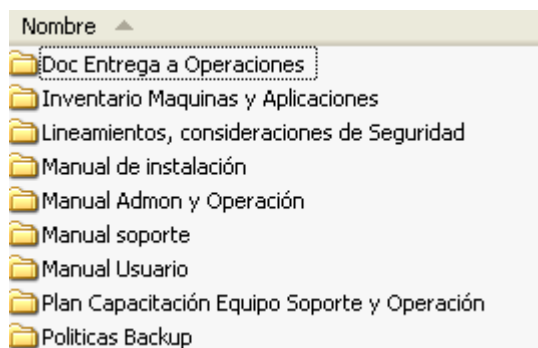 Nombre
Doc Entrega a Operaciones
Inventario Maquinas y Aplicaciones
Lineamientos, consideraciones de Seguridad
Manual de instalación
Manual Admon y Operación
Manual soporte
Manual Usuario
Plan Capacitación Equipo Soporte y Operación
Politicas Backup